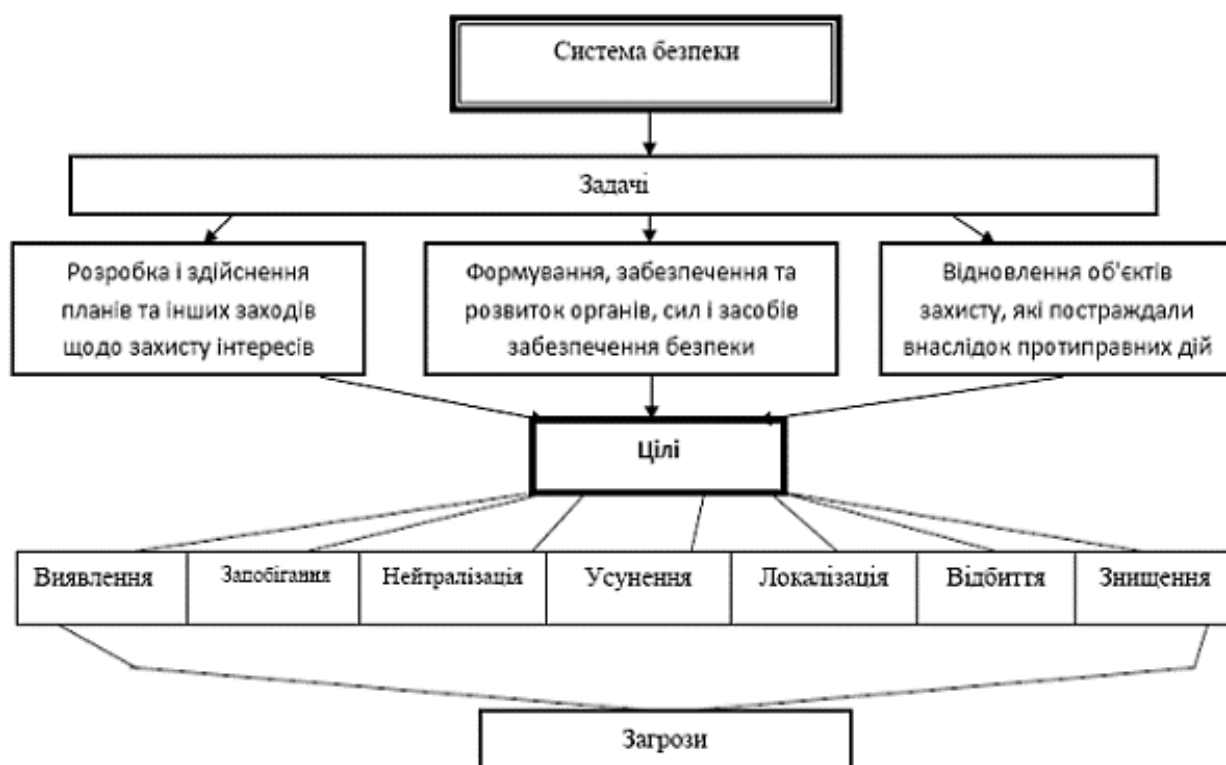 Система безпеки
Задачі
Розробка і здійснення
планів та інших заходів
щодо захисту інтересів
Формування, забезпечення та
розвиток органів, сил і засобів
забезпечення безпеки
Відновлення об'єктів
захисту, які постраждали
внаслідок протиправних дій
Цілі
Виявлення
Запобігання
Нейтралізація
Усунення
Локалізація
Відбиття
Знищення
Загрози